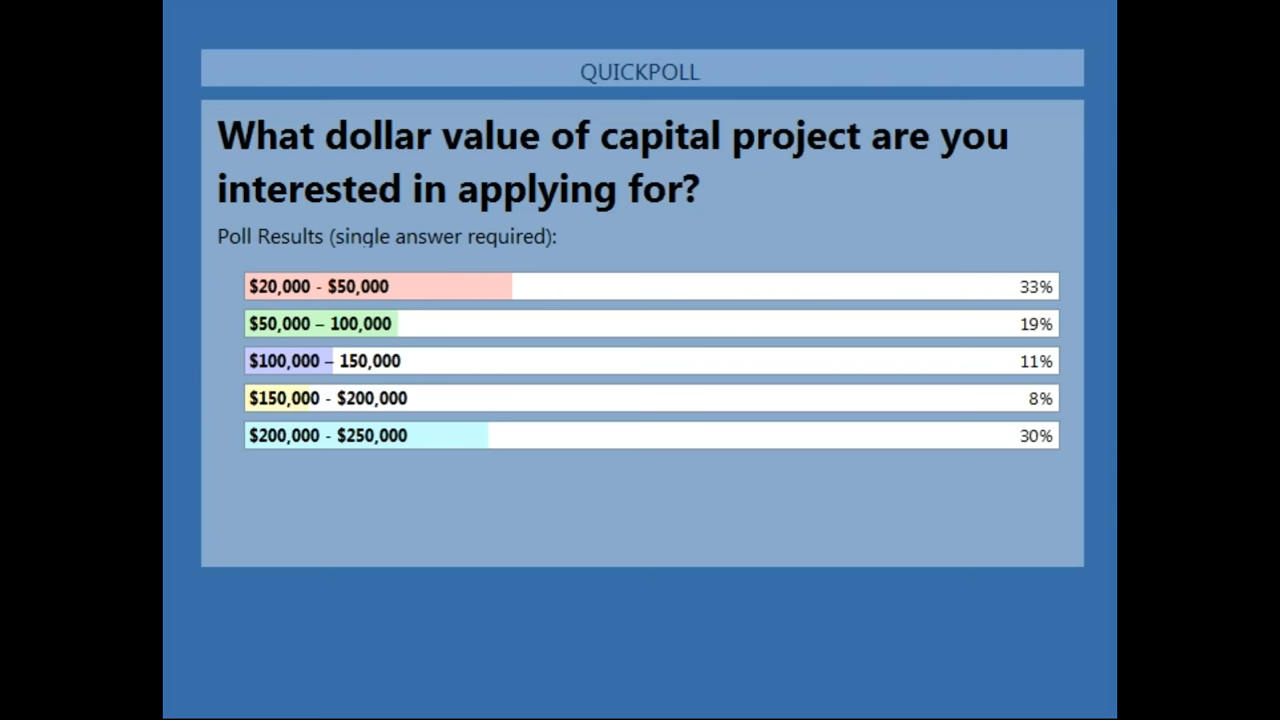 QUICKPOLL
What dollar value of capital project are you
interested in applying for?
Poll Results (single answer required):
$20,000 - $50,000 33%
$50,000 – 100,000 19%
$100,000 – 150,000 11%
$150,000 - $200,000 8%
$200,000 - $250,000 30%